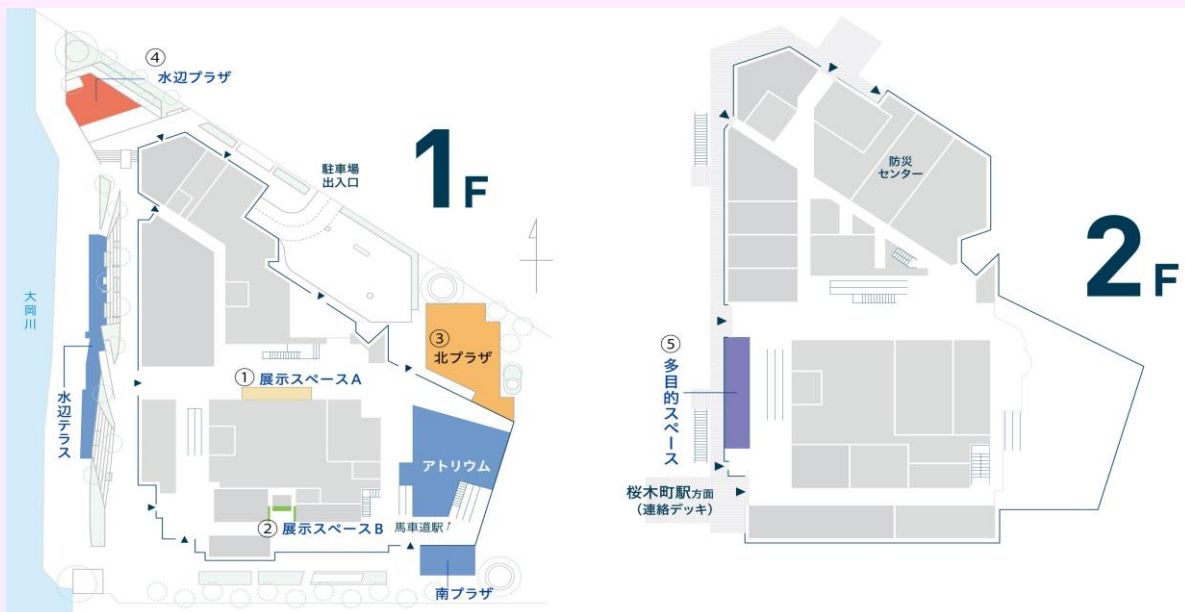 ④
水辺プラザ
1F
駐車場
出入口
大岡川
③
北プラザ
① 展示スペースA
水辺テラス
アトリウム
② 展示スペースB
馬車道駅
南プラザ
2F
防災
センター
⑤
多目的スペース
桜木町駅方面
(連絡デッキ)